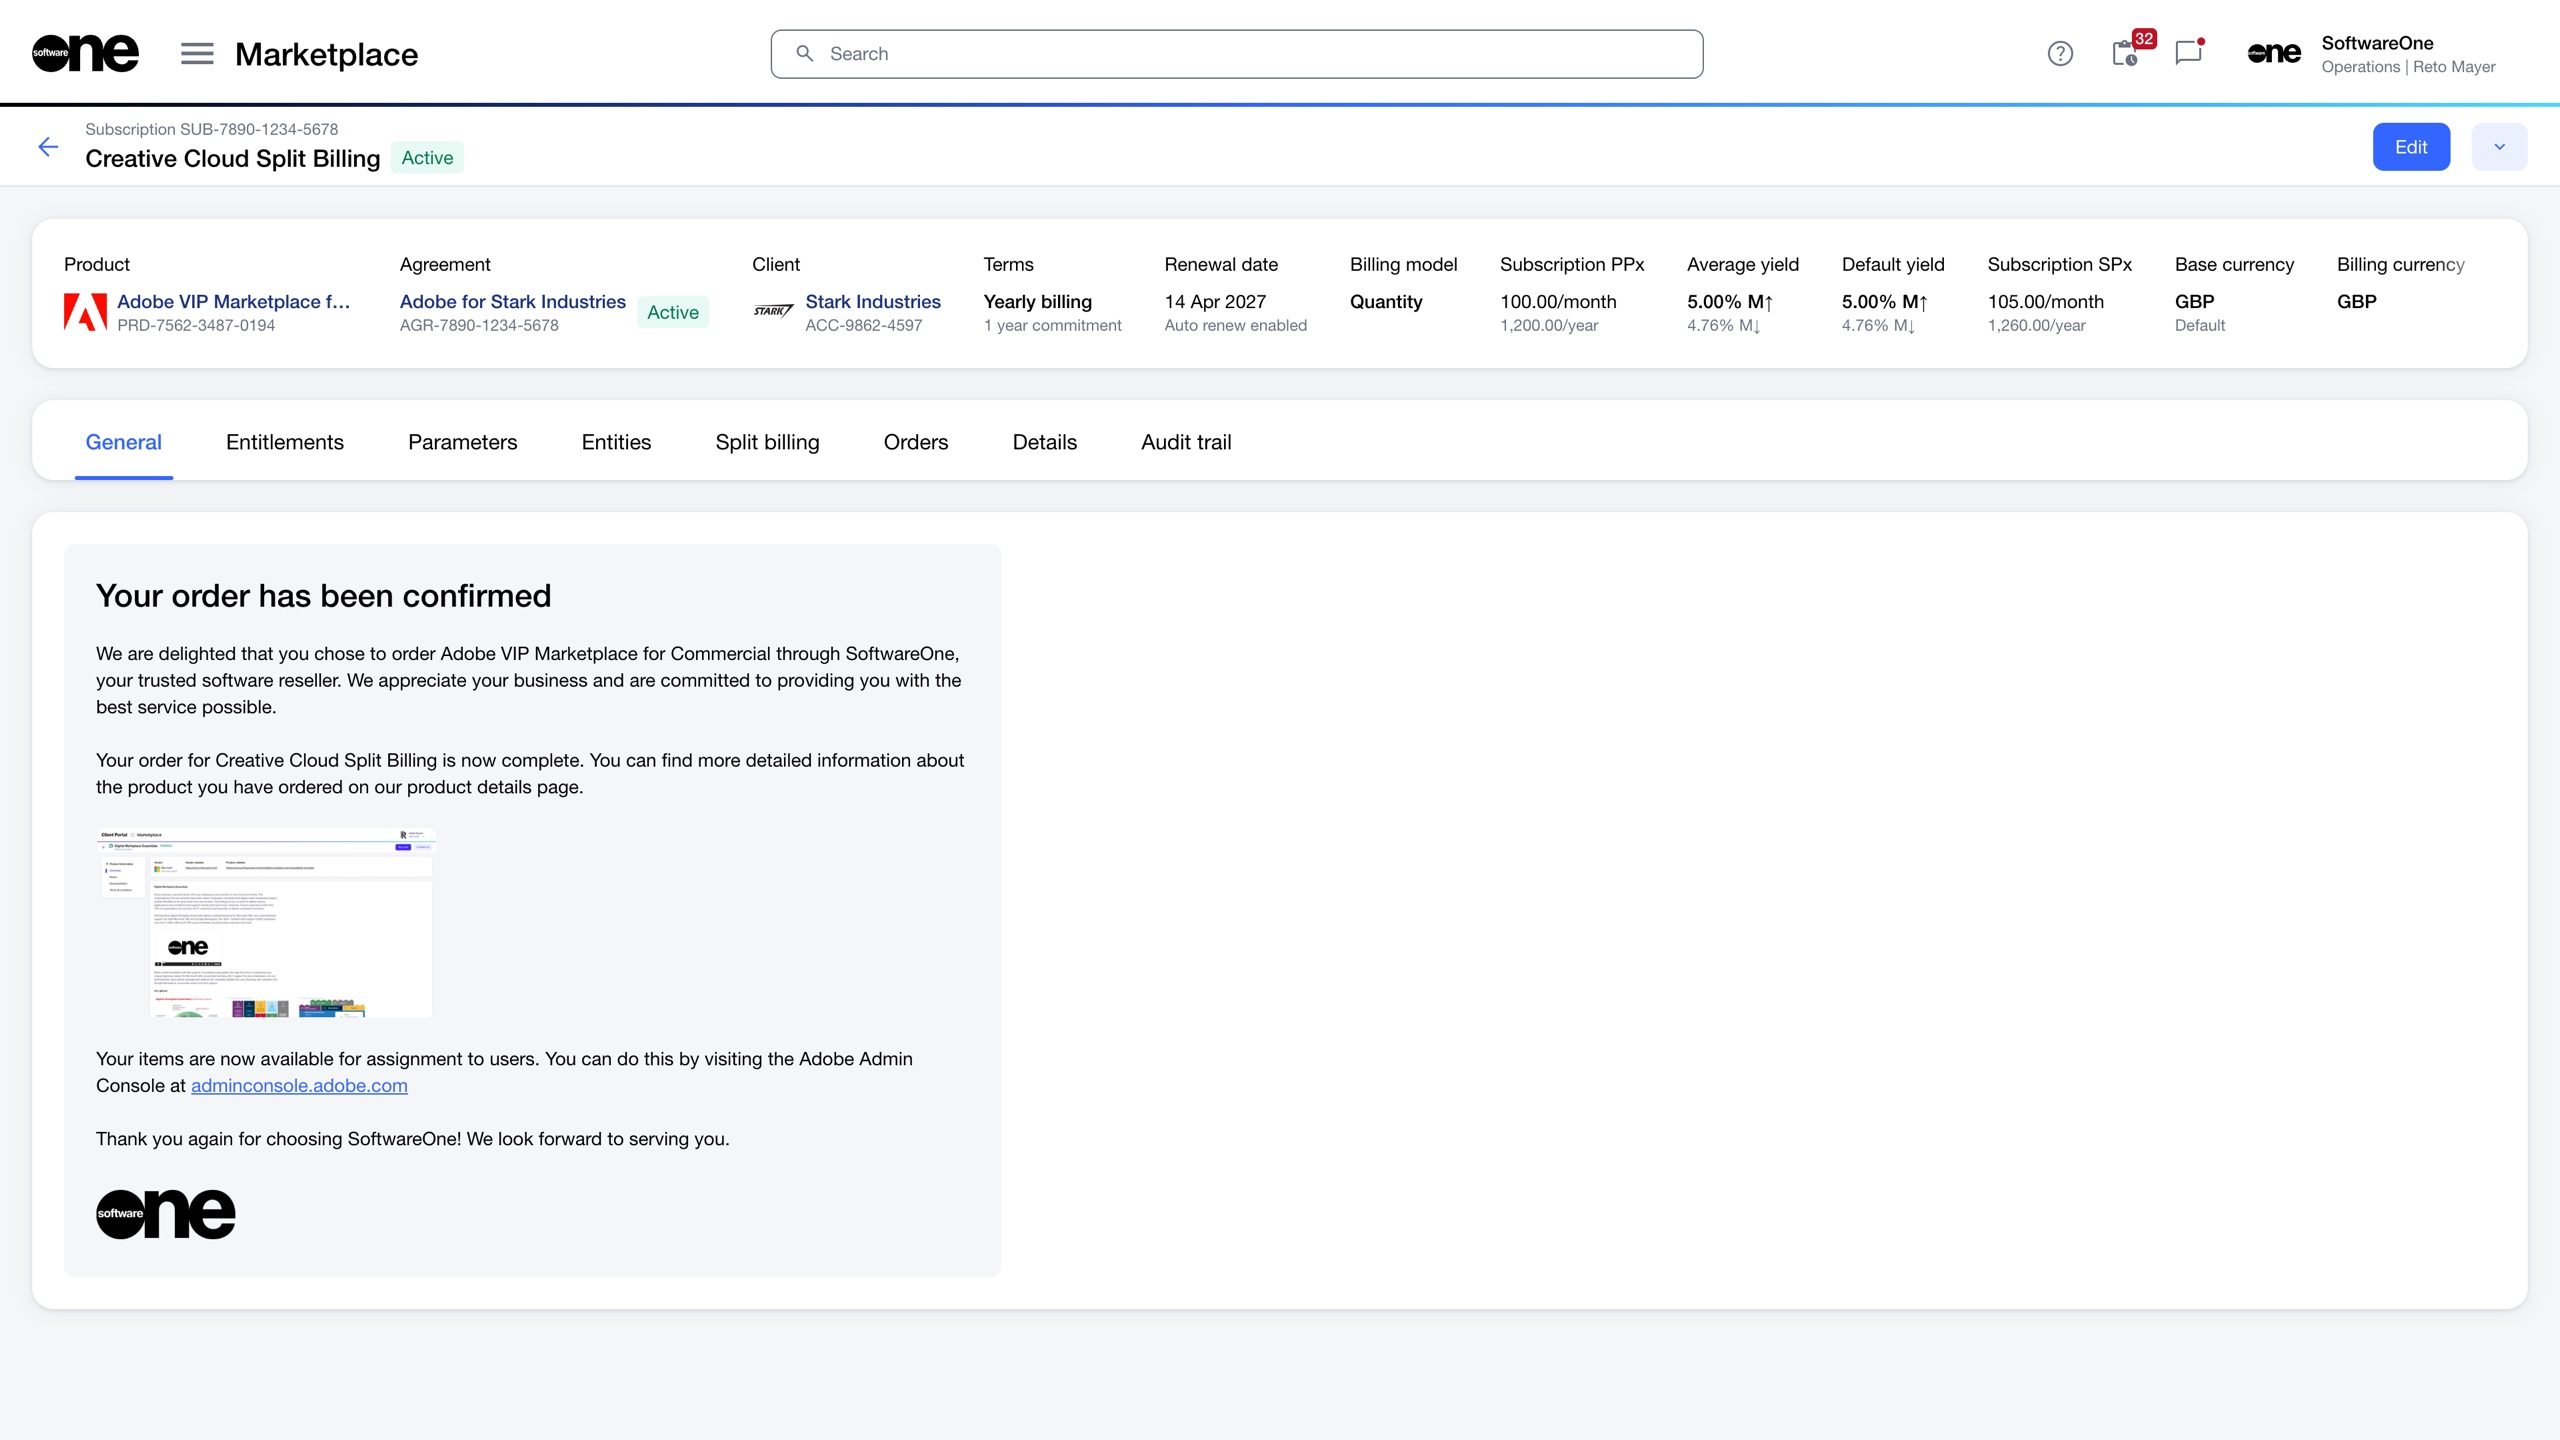 software one
Marketplace
Search
32
software one
SoftwareOne
Operations | Reto Mayer
Subscription SUB-7890-1234-5678
Creative Cloud Split Billing
Active
Edit
Product
Adobe VIP Marketplace f...
PRD-7562-3487-0194
Agreement
Adobe for Stark Industries
AGR-7890-1234-5678
Active
Client
STARK
Stark Industries
ACC-9862-4597
Terms
Yearly billing
1 year commitment
Renewal date
14 Apr 2027
Auto renew enabled
Billing model
Quantity
Subscription PPx
100.00/month
1,200.00/year
Average yield
5.00% M↑
4.76% M↓
Default yield
5.00% M↑
4.76% M↓
Subscription SPx
105.00/month
1,260.00/year
Base currency
GBP
Default
Billing currency
GBP
General
Entitlements
Parameters
Entities
Split billing
Orders
Details
Audit trail
Your order has been confirmed
We are delighted that you chose to order Adobe VIP Marketplace for Commercial through SoftwareOne,
your trusted software reseller. We appreciate your business and are committed to providing you with the
best service possible.
Your order for Creative Cloud Split Billing is now complete. You can find more detailed information about
the product you have ordered on our product details page.
Client Portal
Marketplace
Digital Workplace Essentials
one
Your items are now available for assignment to users. You can do this by visiting the Adobe Admin
Console at adminconsole.adobe.com
Thank you again for choosing SoftwareOne! We look forward to serving you.
software one